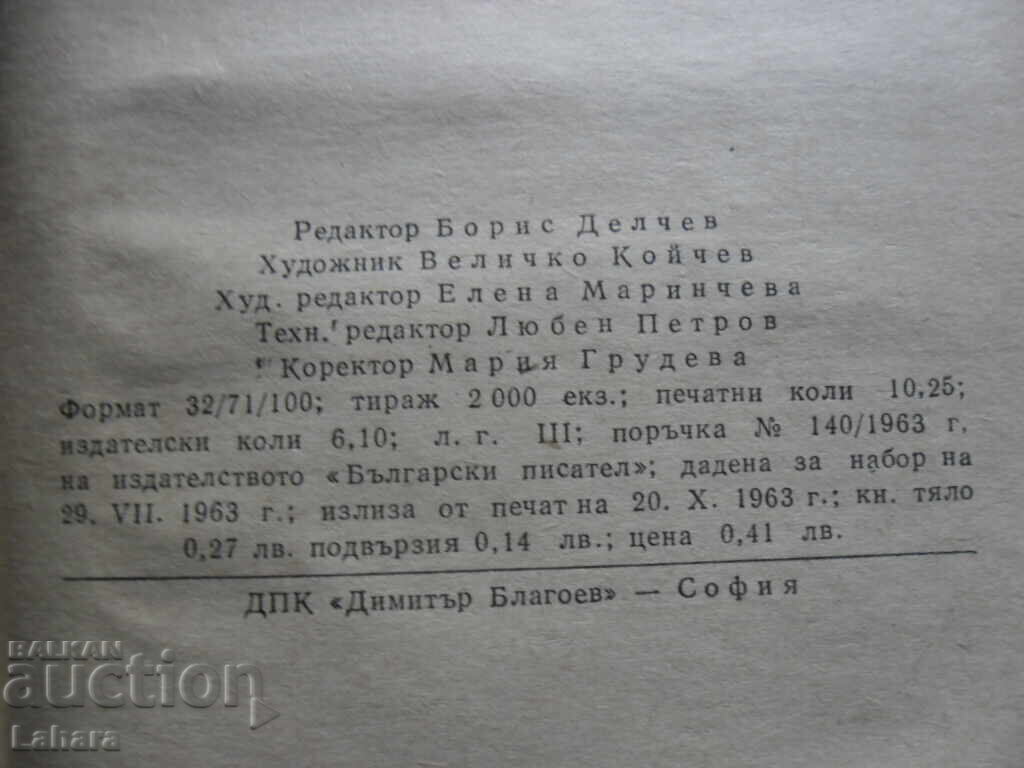 Редактор Борис Делчев
Художник Величко Койчев
Худ. редактор Елена Маринчева
Техн. редактор Любен Петров
Коректор Мария Грудева
Формат 32/71/100; тираж 2 000 екз.; печатни коли 10,25;
издателски коли 6,10; л. г. III; поръчка № 140/1963 г.
на издателството «Български писател»; дадена за набор на
29. VII. 1963 г.; излиза от печат на 20. X. 1963 г.; кн. тяло
0,27 лв. подвързия 0,14 лв.; цена 0,41 лв.
ДПК «Димитър Благоев» — София
BALKAN
auction
Lahara